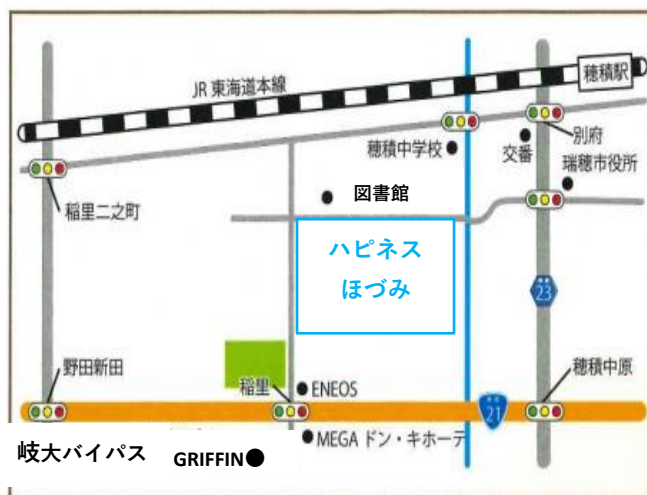 穂積駅
JR 東海道本線
穂積中学校
交番
別府
瑞穂市役所
図書館
稲里二之町
ハピネス
ほづみ
23
野田新田
稲里
ENEOS
穂積中原
21
MEGA ドン・キホーテ
岐大バイパス
GRIFFIN